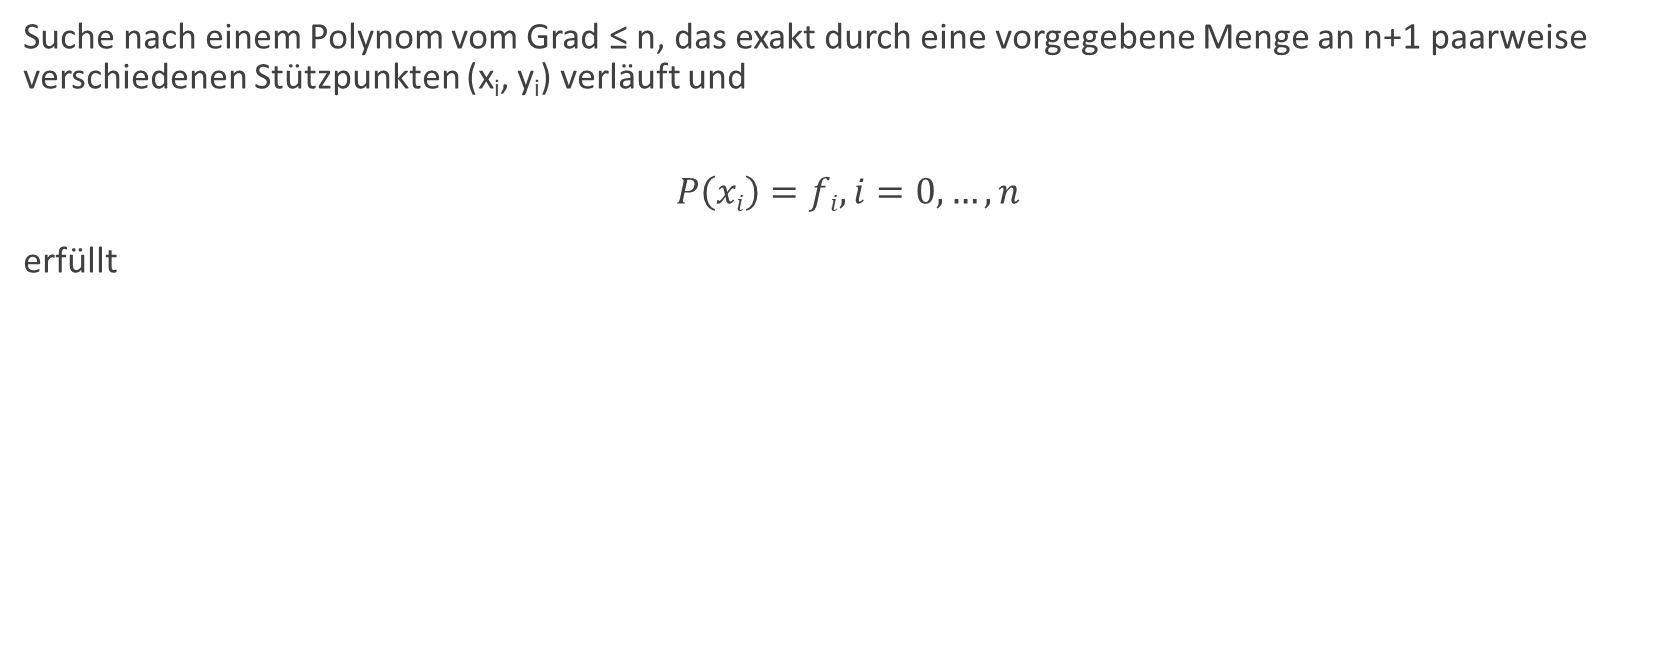 Suche nach einem Polynom vom Grad ≤ n, das exakt durch eine vorgegebene Menge an n+1 paarweise
verschiedenen Stützpunkten (xᵢ, yᵢ) verläuft und
P(xᵢ) = fᵢ, i = 0, … , n
erfüllt